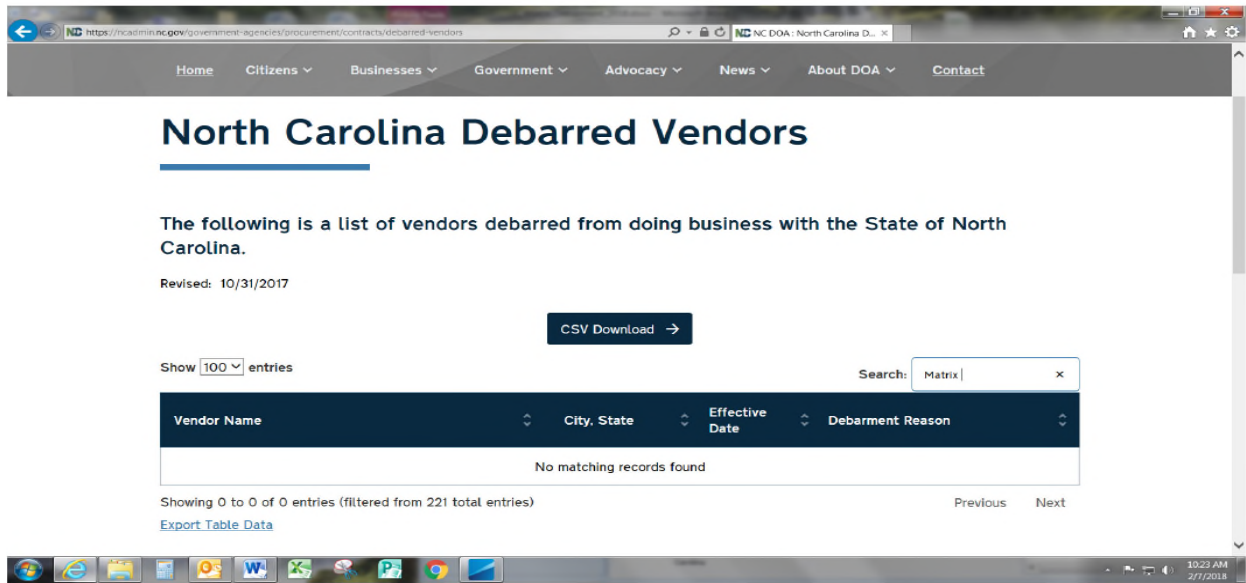 https://ncadmin.nc.gov/government-agencies/procurement/contracts/debarred-vendors
NC DOA : North Carolina D...
Home Citizens Businesses Government Advocacy News About DOA Contact
North Carolina Debarred Vendors
The following is a list of vendors debarred from doing business with the State of North
Carolina.
Revised: 10/31/2017
CSV Download →
Show 100 entries
Search: Matrix
Vendor Name City, State Effective Date Debarment Reason
No matching records found
Showing 0 to 0 of 0 entries (filtered from 221 total entries)
Previous Next
Export Table Data
10:23 AM
2/7/2018